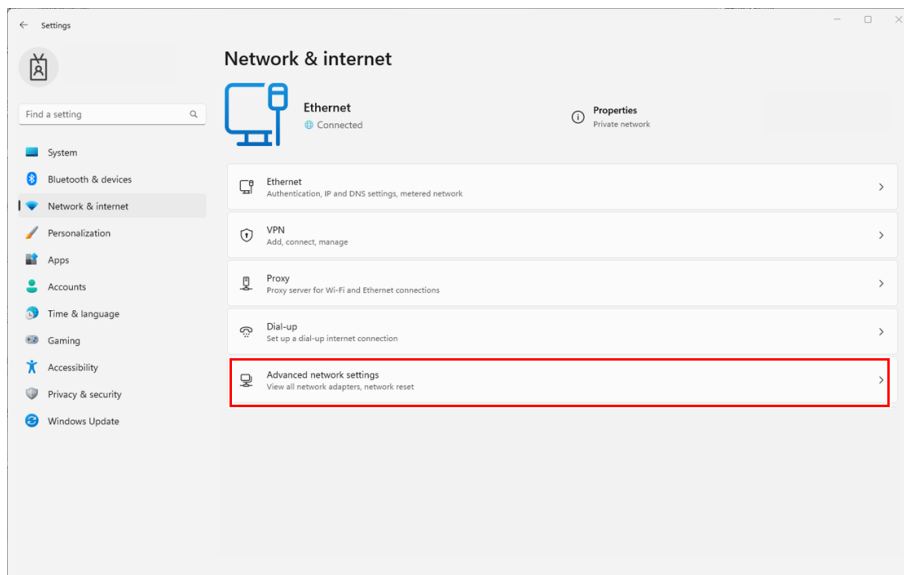 Settings
Find a setting
System
Bluetooth & devices
Network & internet
Personalization
Apps
Accounts
Time & language
Gaming
Accessibility
Privacy & security
Windows Update
Network & internet
Ethernet
Connected
Properties
Private network
Ethernet
Authentication, IP and DNS settings, metered network
VPN
Add, connect, manage
Proxy
Proxy server for Wi-Fi and Ethernet connections
Dial-up
Set up a dial-up internet connection
Advanced network settings
View all network adapters, network reset